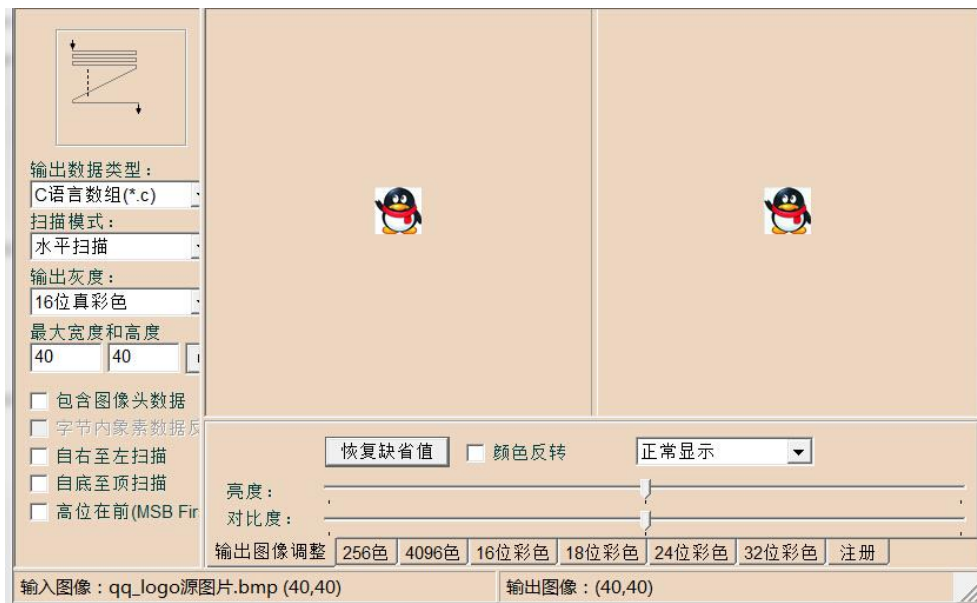 输出数据类型：
C语言数组(*.c)
扫描模式：
水平扫描
输出灰度：
16位真彩色
最大宽度和高度
40 40
包含图像头数据
字节内象素数据反
自右至左扫描
自底至顶扫描
高位在前(MSB Fir
恢复缺省值 颜色反转 正常显示
亮度：
对比度：
输出图像调整 256色 4096色 16位彩色 18位彩色 24位彩色 32位彩色 注册
输入图像：qq_logo源图片.bmp (40,40) 输出图像：(40,40)